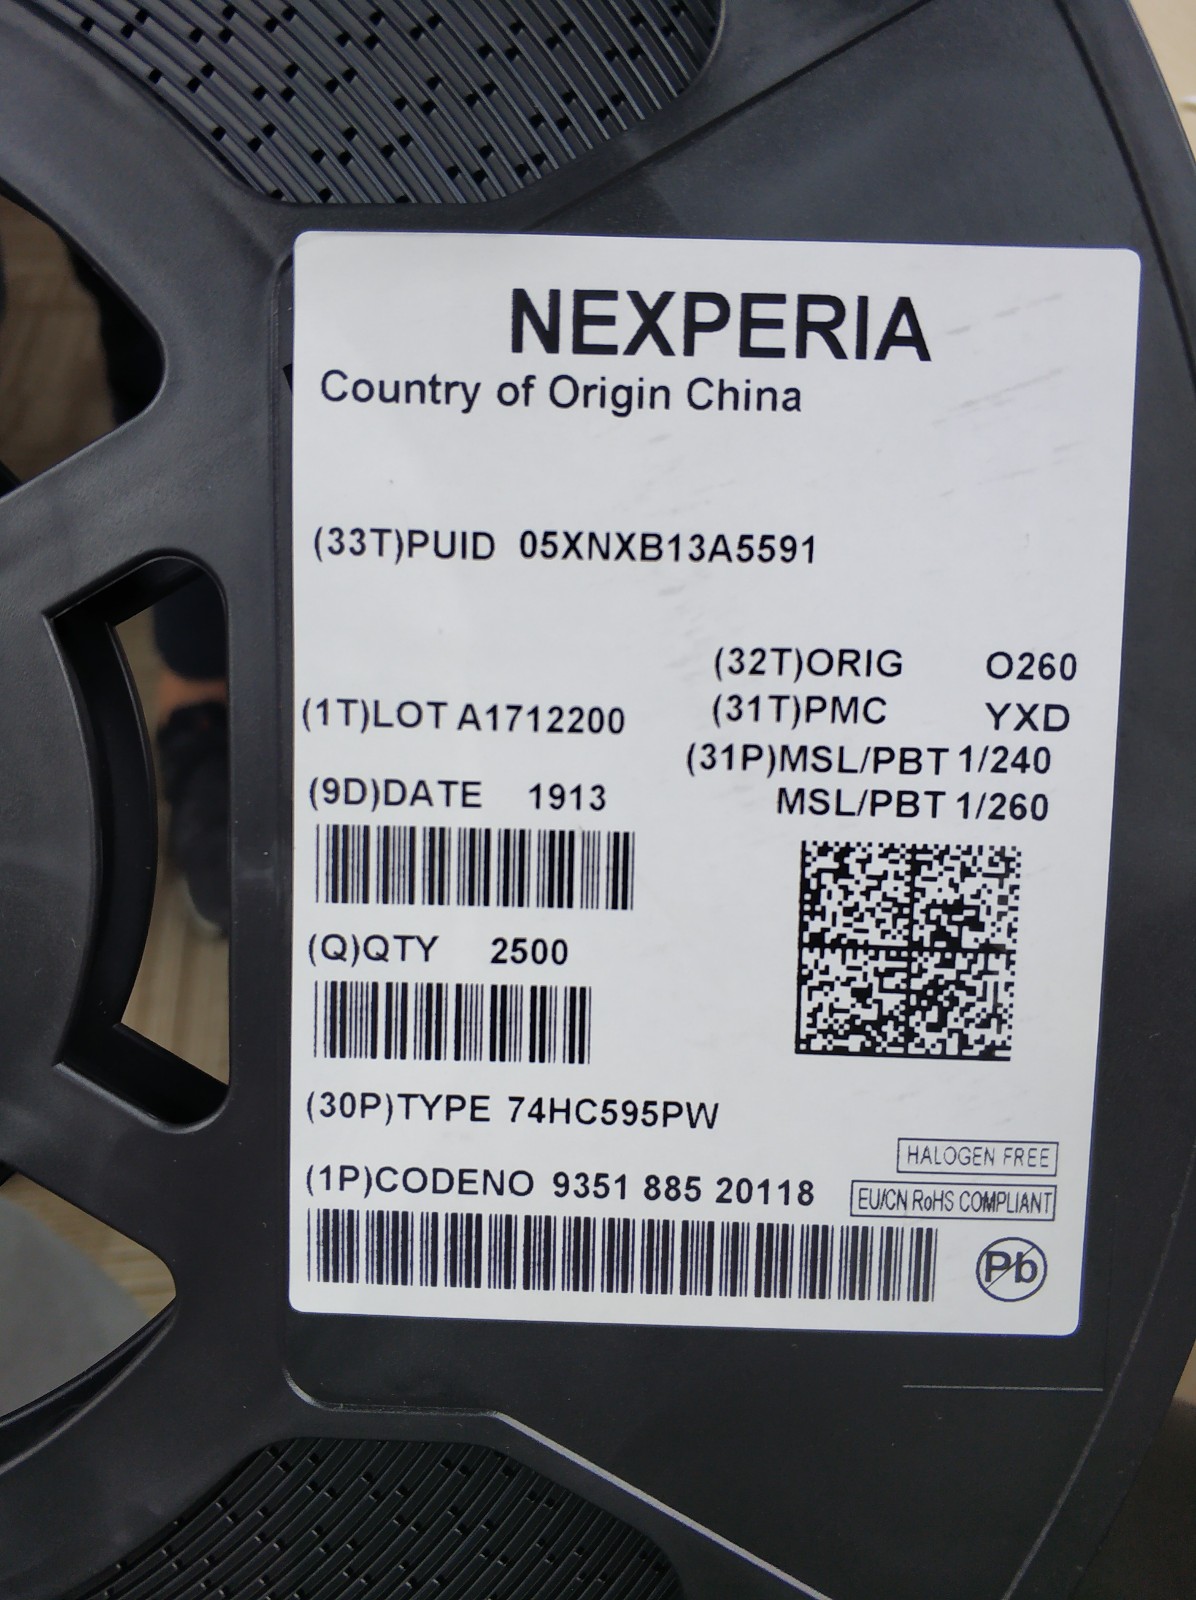 NEXPERIA
Country of Origin China
(33T)PUID 05XNXB13A5591
(32T)ORIG O260
(1T)LOT A1712200
(31T)PMC YXD
(31P)MSL/PBT 1/240
(9D)DATE 1913
MSL/PBT 1/260
(Q)QTY 2500
(30P)TYPE 74HC595PW
HALOGEN FREE
(1P)CODENO 9351 885 20118
EU/CN RoHS COMPLIANT
Pb